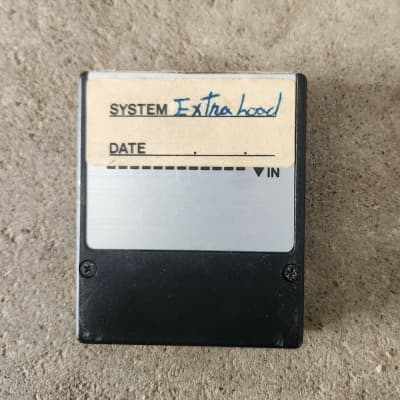 SYSTEM Extra Load
DATE . . .
▼IN